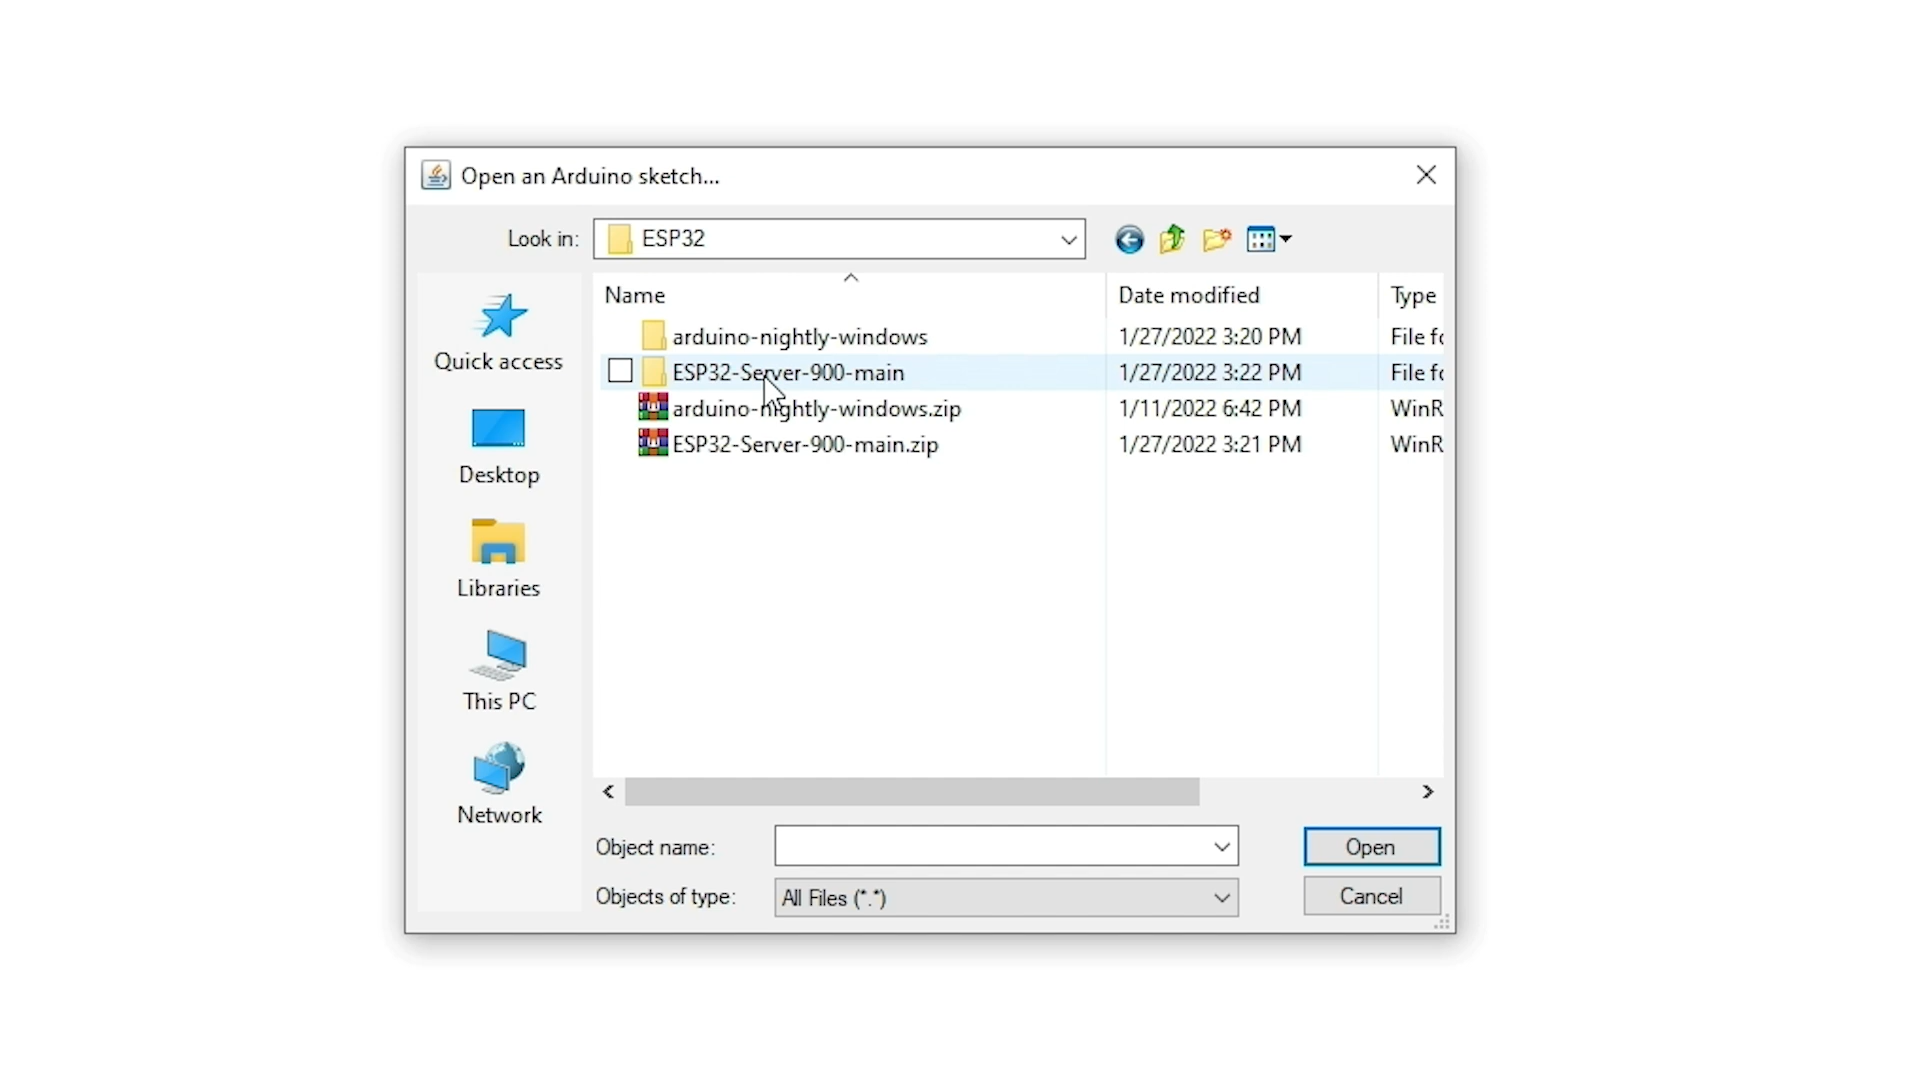 Open an Arduino sketch...
Look in: ESP32
Name Date modified Type
arduino-nightly-windows 1/27/2022 3:20 PM File fo
ESP32-Server-900-main 1/27/2022 3:22 PM File fo
arduino-nightly-windows.zip 1/11/2022 6:42 PM WinR
ESP32-Server-900-main.zip 1/27/2022 3:21 PM WinR
Quick access
Desktop
Libraries
This PC
Network
Object name:
Open
Objects of type: All Files (*.*)
Cancel